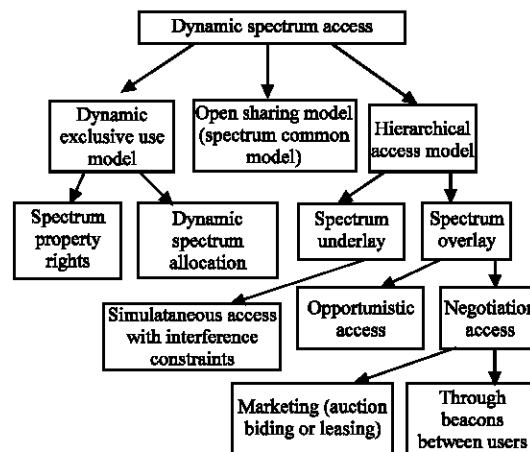 Dynamic spectrum access
Dynamic
exclusive use
model
Open sharing model
(spectrum common
model)
Hierarchical
access model
Spectrum
property
rights
Dynamic
spectrum
allocation
Spectrum
underlay
Spectrum
overlay
Simulataneous access
with interference
constraints
Opportunistic
access
Negotiation
access
Marketing (auction
biding or leasing)
Through
beacons
between users